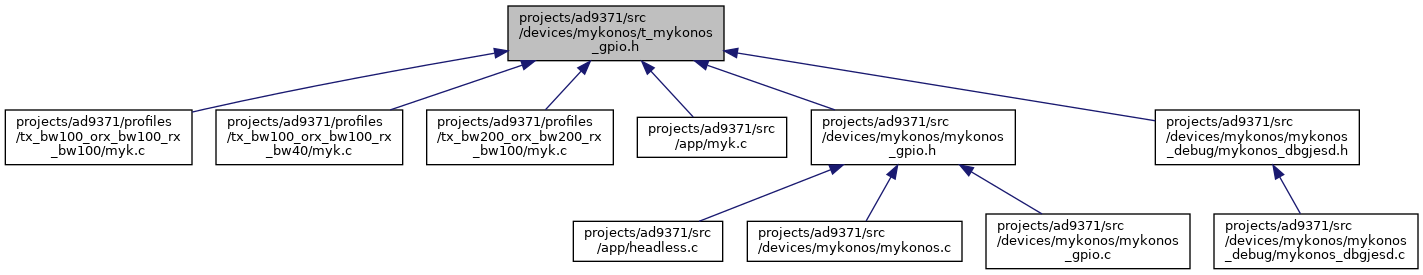 projects/ad9371/src
/devices/mykonos/t_mykonos
_gpio.h
projects/ad9371/profiles
/tx_bw100_orx_bw100_rx
_bw100/myk.c
projects/ad9371/profiles
/tx_bw100_orx_bw100_rx
_bw40/myk.c
projects/ad9371/profiles
/tx_bw200_orx_bw200_rx
_bw100/myk.c
projects/ad9371/src
/app/myk.c
projects/ad9371/src
/devices/mykonos/mykonos
_gpio.h
projects/ad9371/src
/devices/mykonos/mykonos
_debug/mykonos_dbgjesd.h
projects/ad9371/src
/app/headless.c
projects/ad9371/src
/devices/mykonos/mykonos.c
projects/ad9371/src
/devices/mykonos/mykonos
_gpio.c
projects/ad9371/src
/devices/mykonos/mykonos
_debug/mykonos_dbgjesd.c